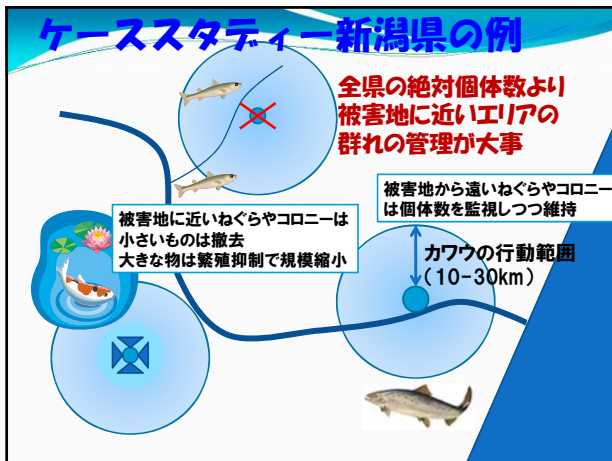 ケーススタディー新潟県の例
全県の絶対個体数より
被害地に近いエリアの
群れの管理が大事
被害地から遠いねぐらやコロニー
は個体数を監視しつつ維持
被害地に近いねぐらやコロニーは
小さいものは撤去
大きな物は繁殖抑制で規模縮小
カワウの行動範囲
（10-30km）